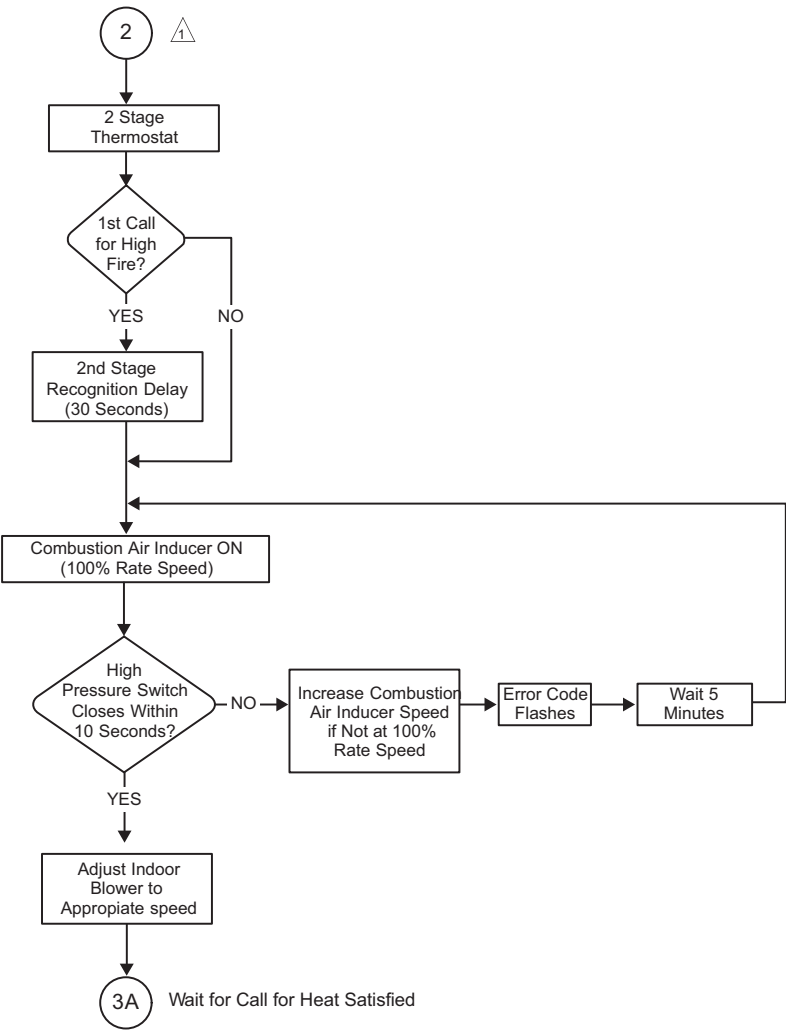 2
1
2 Stage
Thermostat
1st Call
for High
Fire?
YES
NO
2nd Stage
Recognition Delay
(30 Seconds)
Combustion Air Inducer ON
(100% Rate Speed)
High
Pressure Switch
Closes Within
10 Seconds?
NO
Increase Combustion
Air Inducer Speed
if Not at 100%
Rate Speed
Error Code
Flashes
Wait 5
Minutes
YES
Adjust Indoor
Blower to
Appropiate speed
3A
Wait for Call for Heat Satisfied